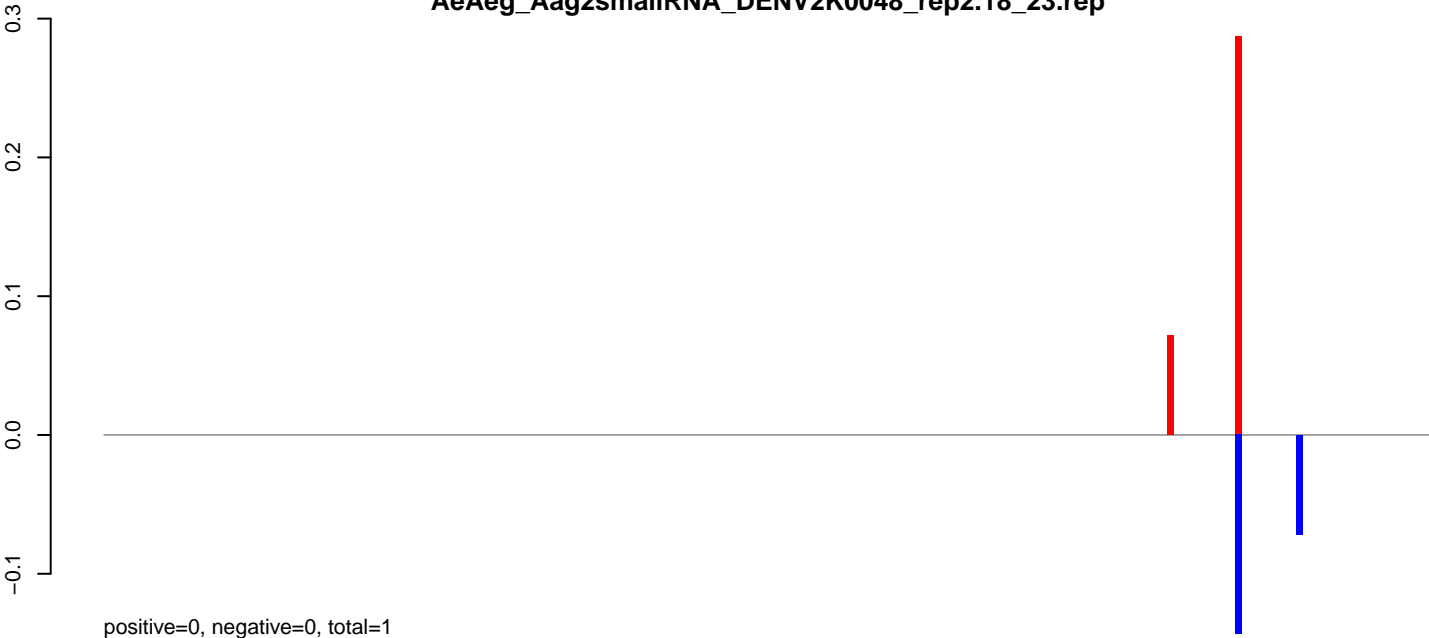 AeAeg_Aag2smallRNA_DENV2K0048_rep2.18_23.rep
0.3
0.2
0.1
0.0
−0.1
positive=0, negative=0, total=1